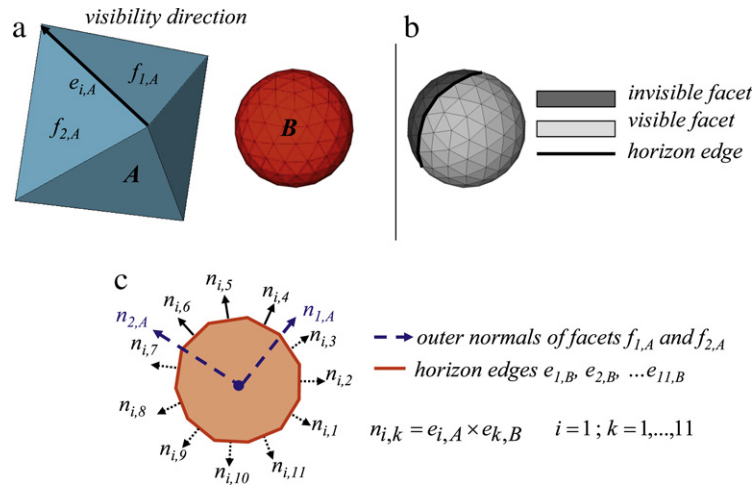 a
visibility direction
e_{i,A}
f_{1,A}
f_{2,A}
A
B
b
invisible facet
visible facet
horizon edge
c
n_{i,5}
n_{i,4}
n_{i,6}
n_{1,A}
n_{2,A}
n_{i,3}
n_{i,7}
n_{i,2}
n_{i,8}
n_{i,1}
n_{i,9}
n_{i,10}
n_{i,11}
outer normals of facets f_{1,A} and f_{2,A}
horizon edges e_{1,B}, e_{2,B}, ...e_{11,B}
n_{i,k} = e_{i,A} × e_{k,B} i = 1 ; k = 1,...,11